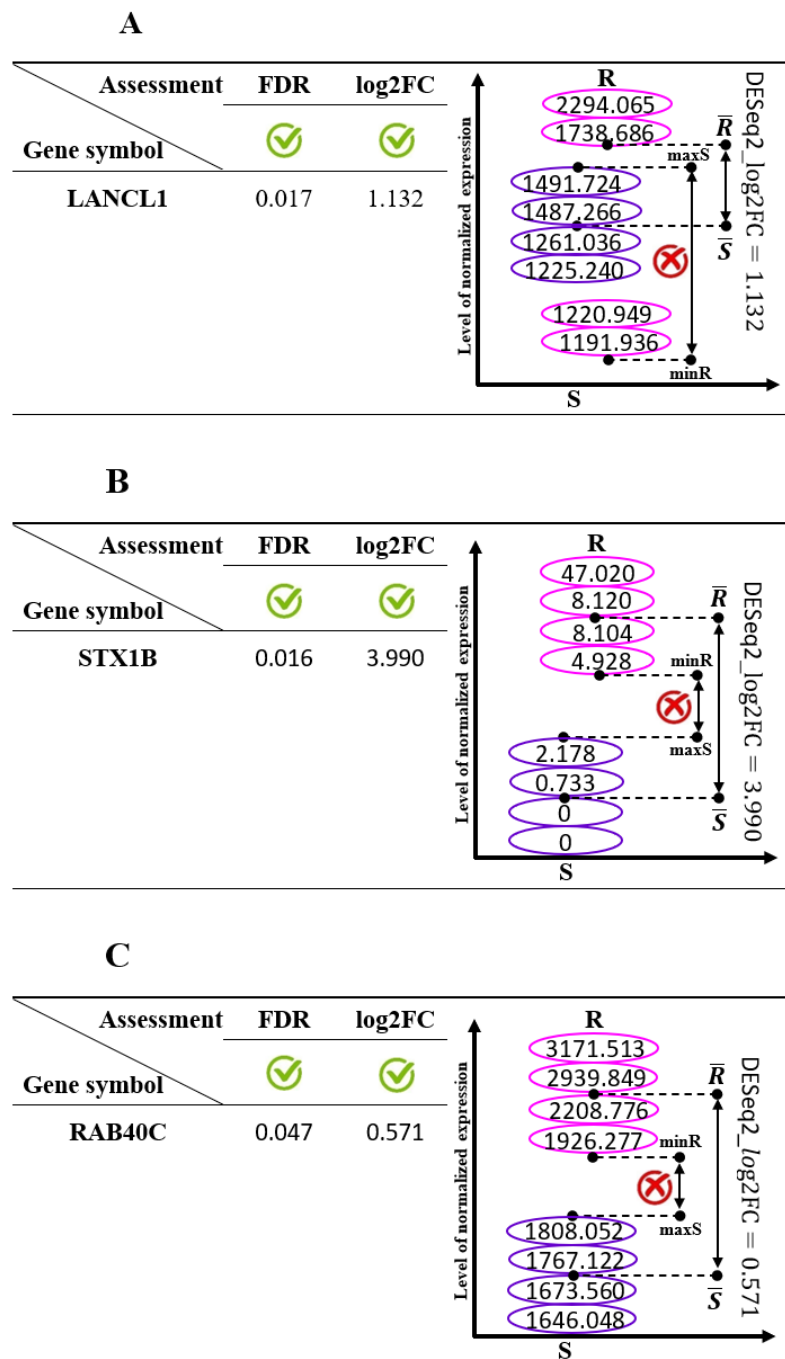 A
Assessment FDR log2FC
Gene symbol
LANCL1 0.017 1.132
Level of normalized expression
R
2294.065
1738.686
R̅
maxS
1491.724
1487.266
S̅
1261.036
1225.240
1220.949
1191.936
minR
S
DESeq2_log2FC = 1.132
B
Assessment FDR log2FC
Gene symbol
STX1B 0.016 3.990
Level of normalized expression
R
47.020
8.120
R̅
8.104
4.928
minR
maxS
2.178
0.733
S̅
0
0
S
DESeq2_log2FC = 3.990
C
Assessment FDR log2FC
Gene symbol
RAB40C 0.047 0.571
Level of normalized expression
R
3171.513
2939.849
R̅
2208.776
1926.277
minR
maxS
1808.052
1767.122
S̅
1673.560
1646.048
S
DESeq2_log2FC = 0.571